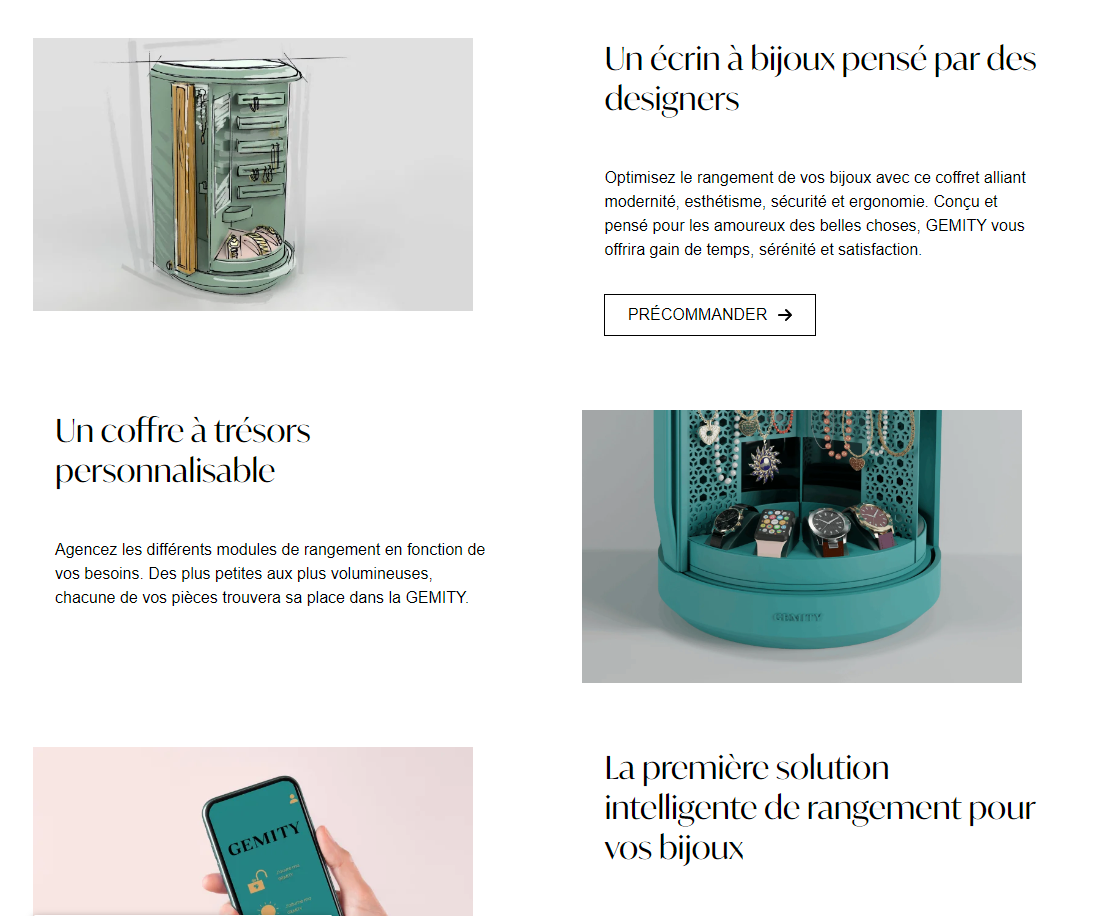 Un écrin à bijoux pensé par des
designers
Optimisez le rangement de vos bijoux avec ce coffret alliant
modernité, esthétisme, sécurité et ergonomie. Conçu et
pensé pour les amoureux des belles choses, GEMITY vous
offrira gain de temps, sérénité et satisfaction.
PRÉCOMMANDER
Un coffre à trésors
personnalisable
Agencez les différents modules de rangement en fonction de
vos besoins. Des plus petites aux plus volumineuses,
chacune de vos pièces trouvera sa place dans la GEMITY.
GEMITY
La première solution
intelligente de rangement pour
vos bijoux
GEMITY